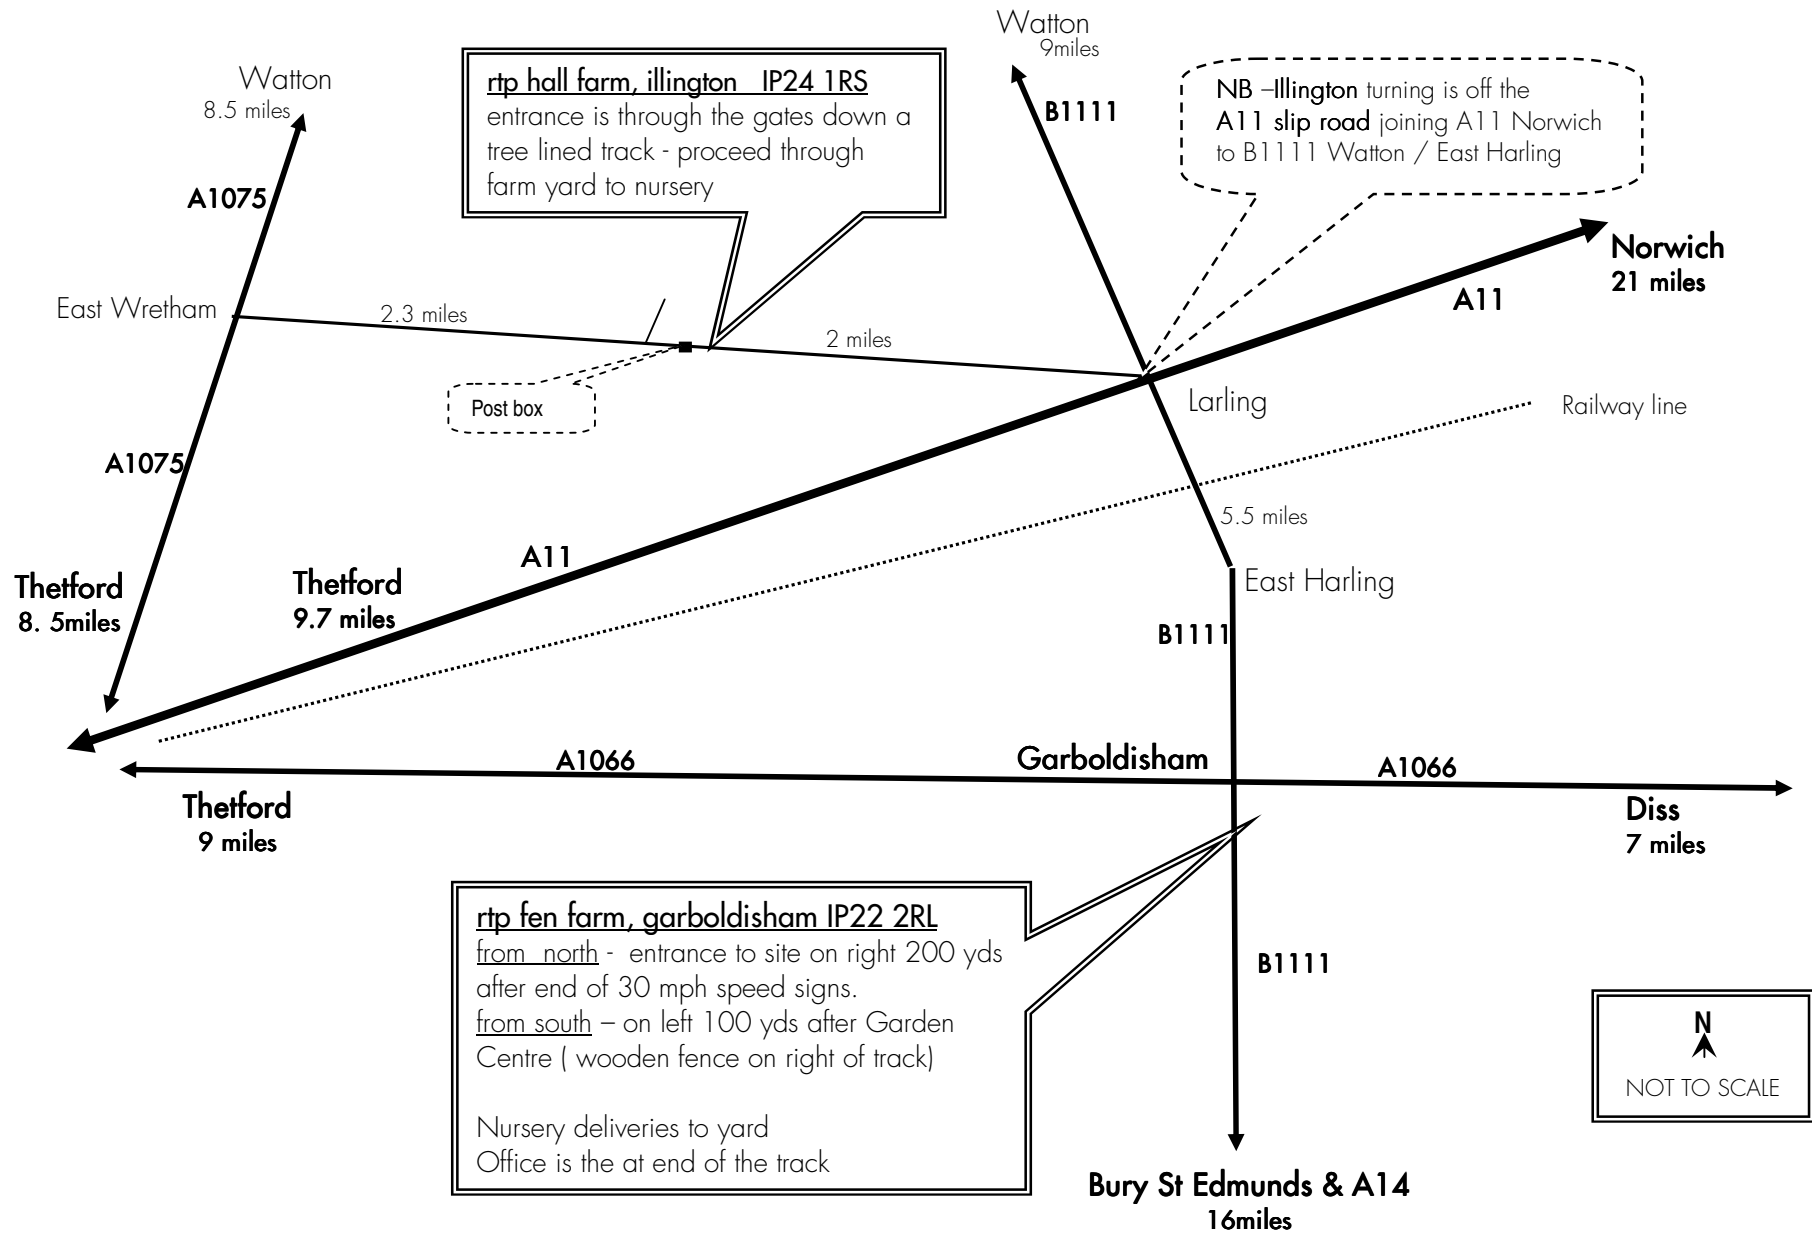 Watton
9miles
Watton
8.5 miles
rtp hall farm, illington   IP24 1RS
entrance is through the gates down a
tree lined track - proceed through
farm yard to nursery
B1111
NB –Illington turning is off the
A11 slip road joining A11 Norwich
to B1111 Watton / East Harling
A1075
Norwich
21 miles
A11
East Wretham
2.3 miles
2 miles
Post box
Larling
Railway line
A1075
5.5 miles
A11
Thetford
8. 5miles
Thetford
9.7 miles
East Harling
B1111
A1066
Garboldisham
A1066
Thetford
9 miles
Diss
7 miles
rtp fen farm, garboldisham IP22 2RL
from  north -  entrance to site on right 200 yds
after end of 30 mph speed signs.
from south – on left 100 yds after Garden
Centre ( wooden fence on right of track)
Nursery deliveries to yard
Office is the at end of the track
B1111
N
NOT TO SCALE
Bury St Edmunds & A14
16miles